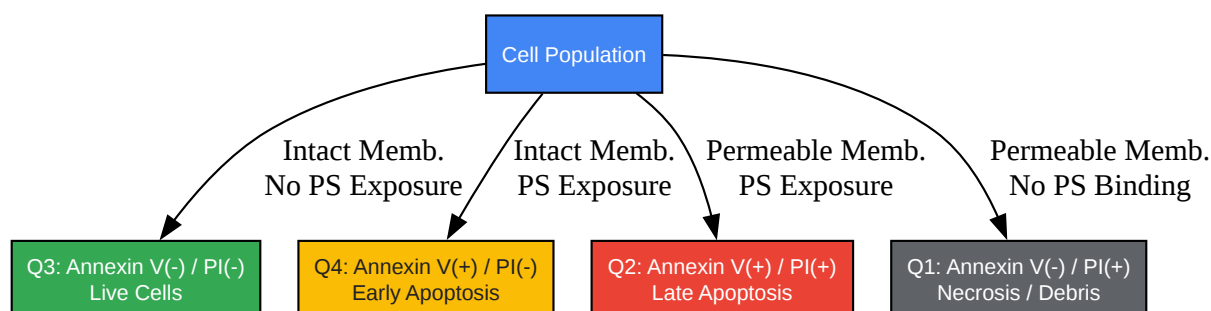 Cell Population
Intact Memb.
No PS Exposure
Intact Memb.
PS Exposure
Permeable Memb.
PS Exposure
Permeable Memb.
No PS Binding
Q3: Annexin V(-) / PI(-)
Live Cells
Q4: Annexin V(+) / PI(-)
Early Apoptosis
Q2: Annexin V(+) / PI(+)
Late Apoptosis
Q1: Annexin V(-) / PI(+)
Necrosis / Debris